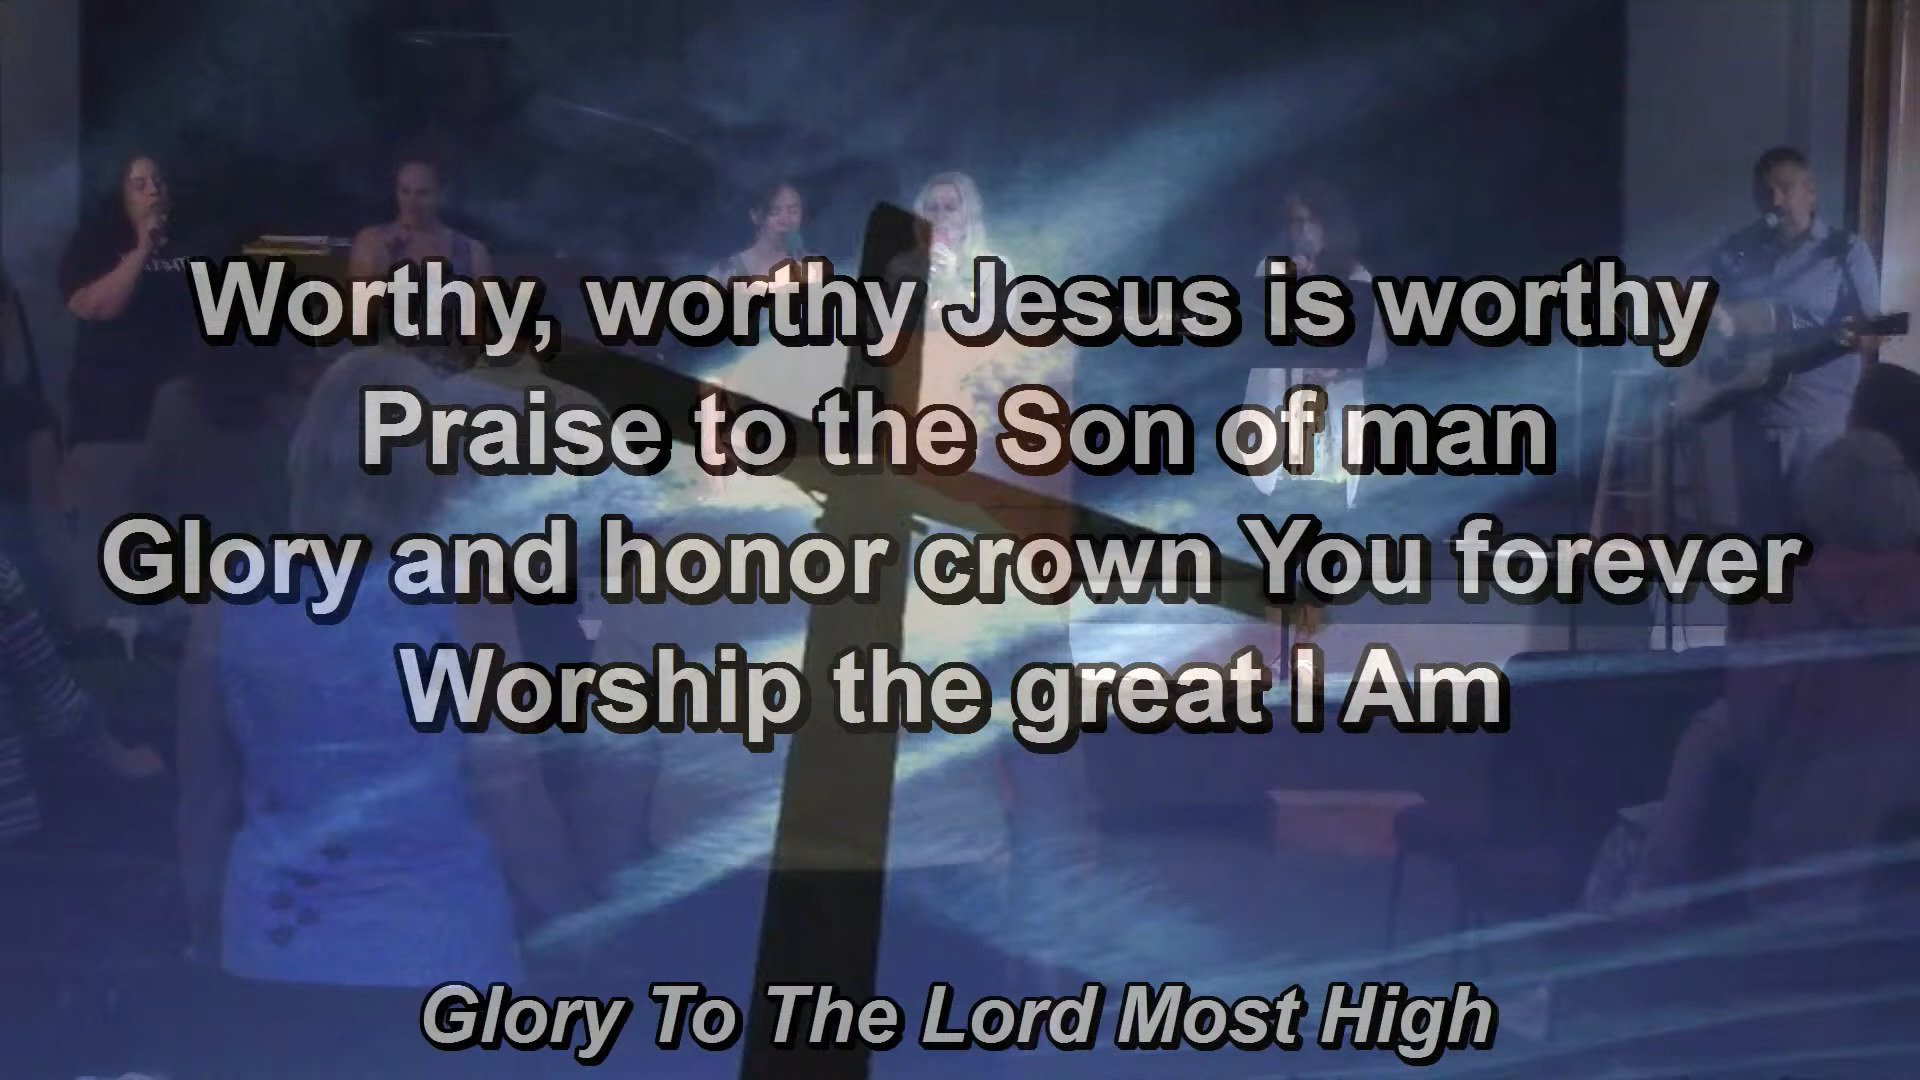 Worthy, worthy Jesus is worthy
Praise to the Son of man
Glory and honor crown You forever
Worship the great I Am
Glory To The Lord Most High